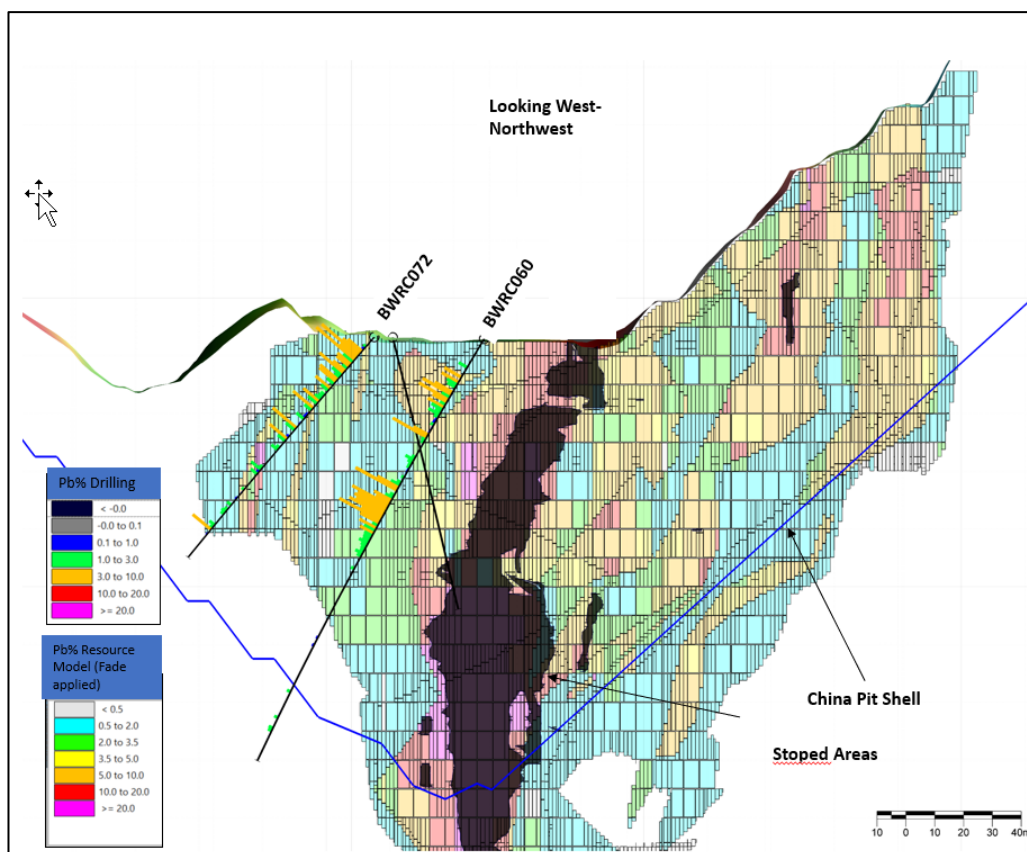 Looking West-
Northwest
BWRC072
BWRC060
Pb% Drilling
< -0.0
-0.0 to 0.1
0.1 to 1.0
1.0 to 3.0
3.0 to 10.0
10.0 to 20.0
>= 20.0
Pb% Resource
Model (Fade
applied)
< 0.5
0.5 to 2.0
2.0 to 3.5
3.5 to 5.0
5.0 to 10.0
10.0 to 20.0
>= 20.0
China Pit Shell
Stoped Areas
10 0 10 20 30 40m